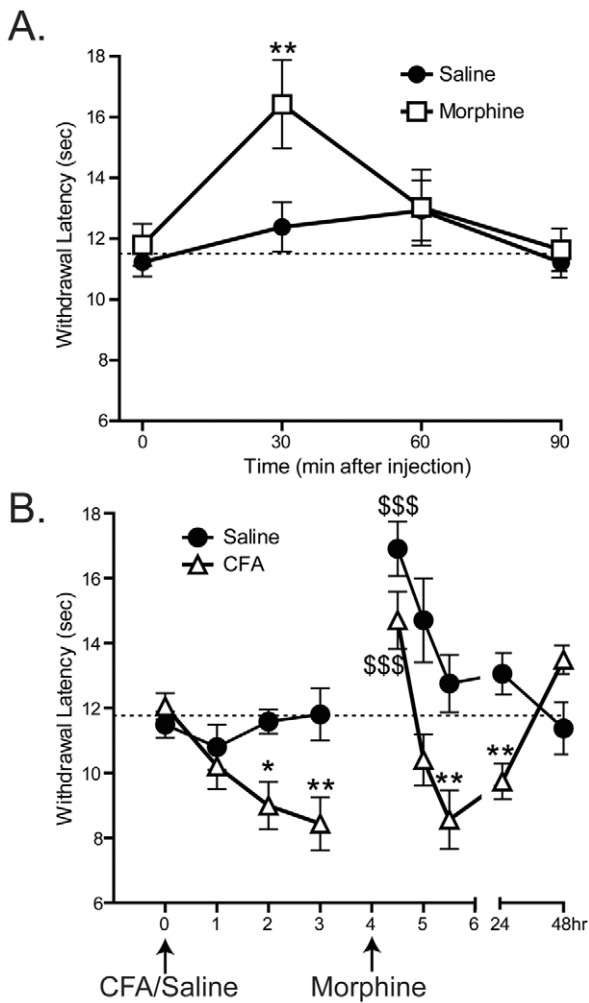 A.
18
16
14
12
10
8
6
Withdrawal Latency (sec)
**
Saline
Morphine
0 30 60 90
Time (min after injection)
B.
18
16
14
12
10
8
6
Withdrawal Latency (sec)
Saline
CFA
$$$
$$$
*
**
**
**
0 1 2 3 4 5 6 24 48hr
CFA/Saline Morphine